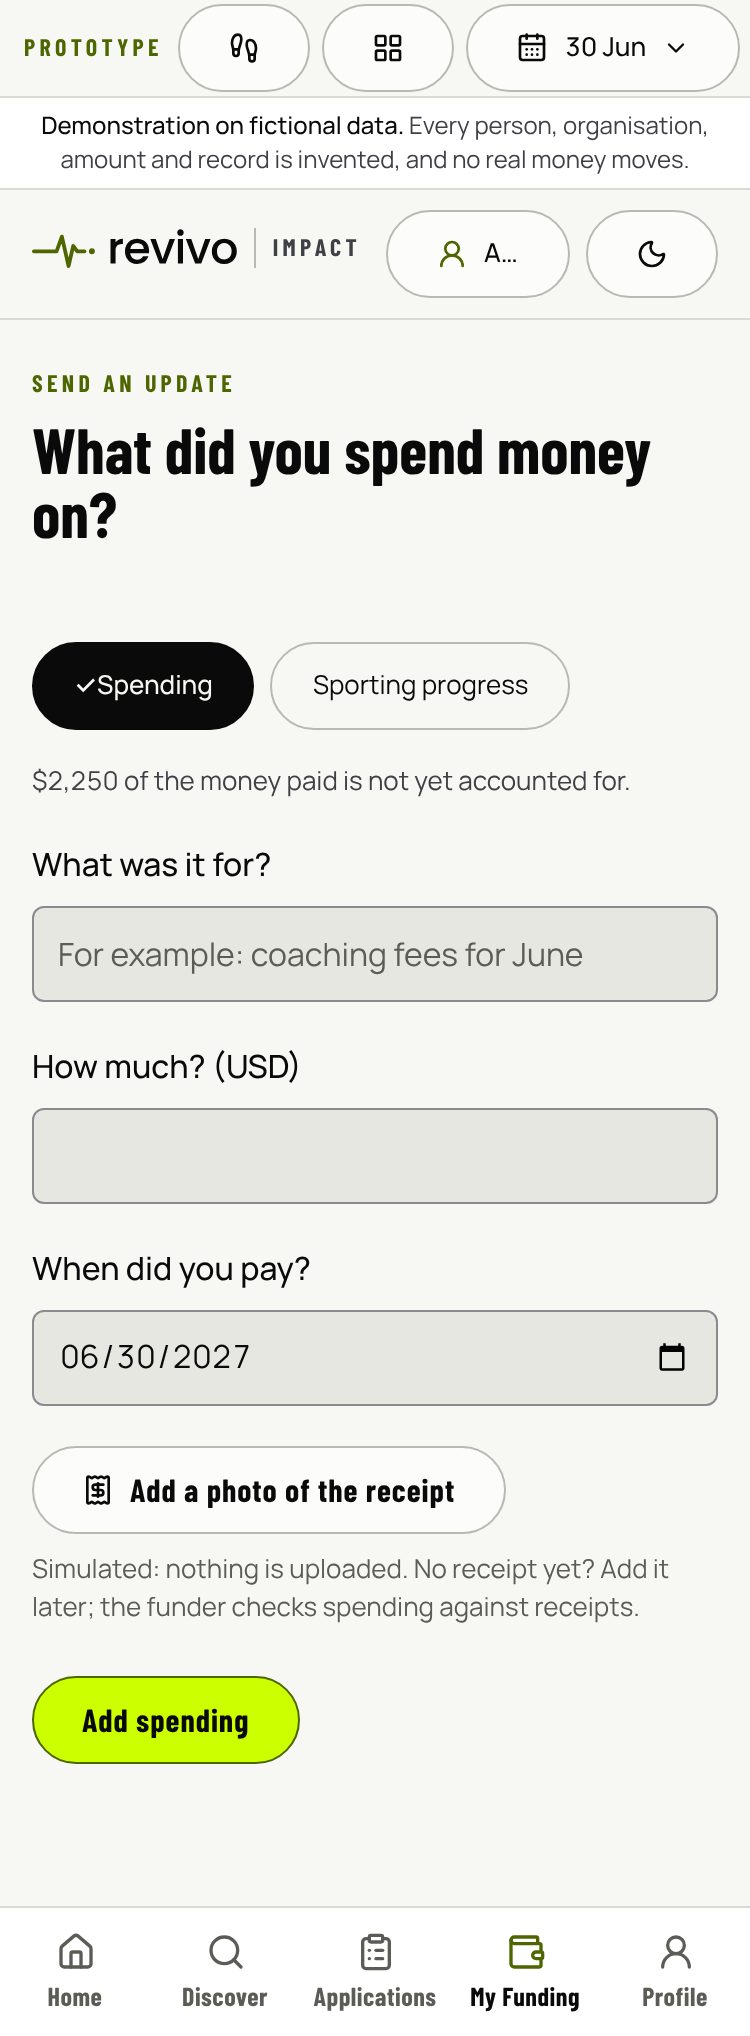 PROTOTYPE
30 Jun
Demonstration on fictional data. Every person, organisation,
amount and record is invented, and no real money moves.
revivo IMPACT
A...
SEND AN UPDATE
What did you spend money
on?
Spending
Sporting progress
$2,250 of the money paid is not yet accounted for.
What was it for?
For example: coaching fees for June
How much? (USD)
When did you pay?
06/30/2027
Add a photo of the receipt
Simulated: nothing is uploaded. No receipt yet? Add it
later; the funder checks spending against receipts.
Add spending
Home
Discover
Applications
My Funding
Profile